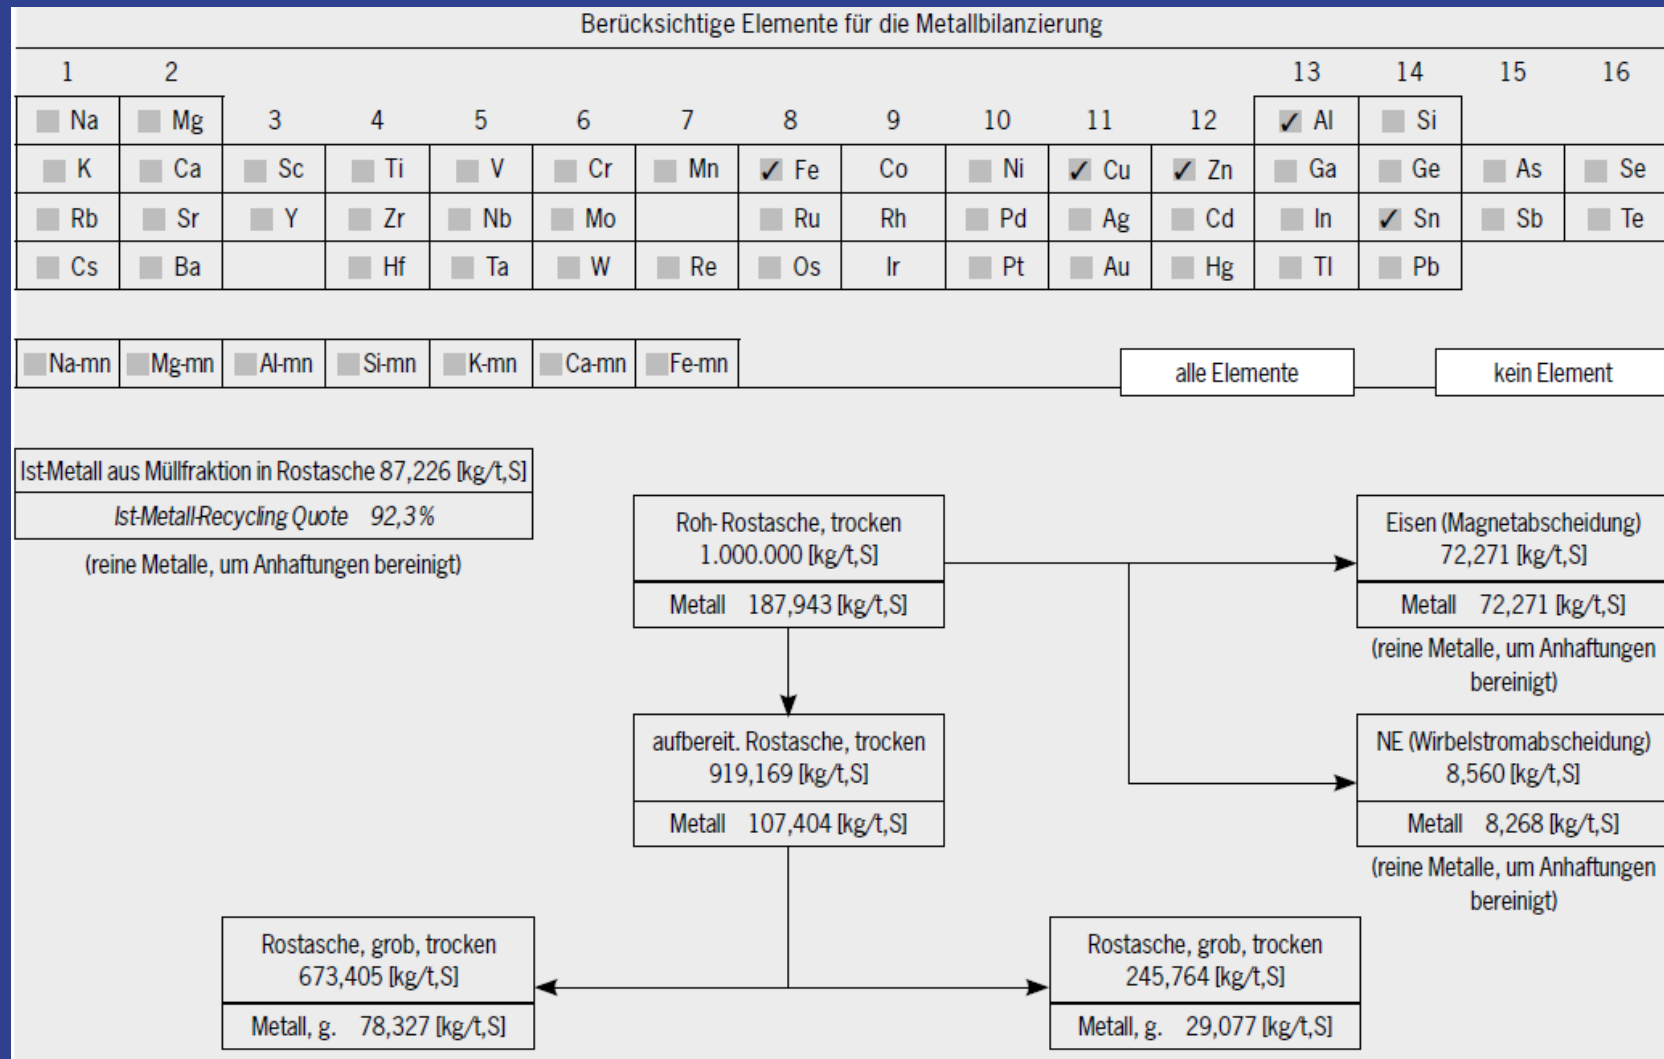 Berücksichtige Elemente für die Metallbilanzierung
1 2 13 14 15 16
Na Mg 3 4 5 6 7 8 9 10 11 12 Al Si
K Ca Sc Ti V Cr Mn Fe Co Ni Cu Zn Ga Ge As Se
Rb Sr Y Zr Nb Mo Ru Rh Pd Ag Cd In Sn Sb Te
Cs Ba Hf Ta W Re Os Ir Pt Au Hg Tl Pb
Na-mn Mg-mn Al-mn Si-mn K-mn Ca-mn Fe-mn
alle Elemente kein Element
Ist-Metall aus Müllfraktion in Rostasche 87,226 [kg/t,S]
Ist-Metall-Recycling Quote 92,3%
(reine Metalle, um Anhaftungen bereinigt)
Roh- Rostasche, trocken
1.000.000 [kg/t,S]
Metall 187,943 [kg/t,S]
Eisen (Magnetabscheidung)
72,271 [kg/t,S]
Metall 72,271 [kg/t,S]
(reine Metalle, um Anhaftungen
bereinigt)
aufbereit. Rostasche, trocken
919,169 [kg/t,S]
Metall 107,404 [kg/t,S]
NE (Wirbelstromabscheidung)
8,560 [kg/t,S]
Metall 8,268 [kg/t,S]
(reine Metalle, um Anhaftungen
bereinigt)
Rostasche, grob, trocken
673,405 [kg/t,S]
Metall, g. 78,327 [kg/t,S]
Rostasche, grob, trocken
245,764 [kg/t,S]
Metall, g. 29,077 [kg/t,S]